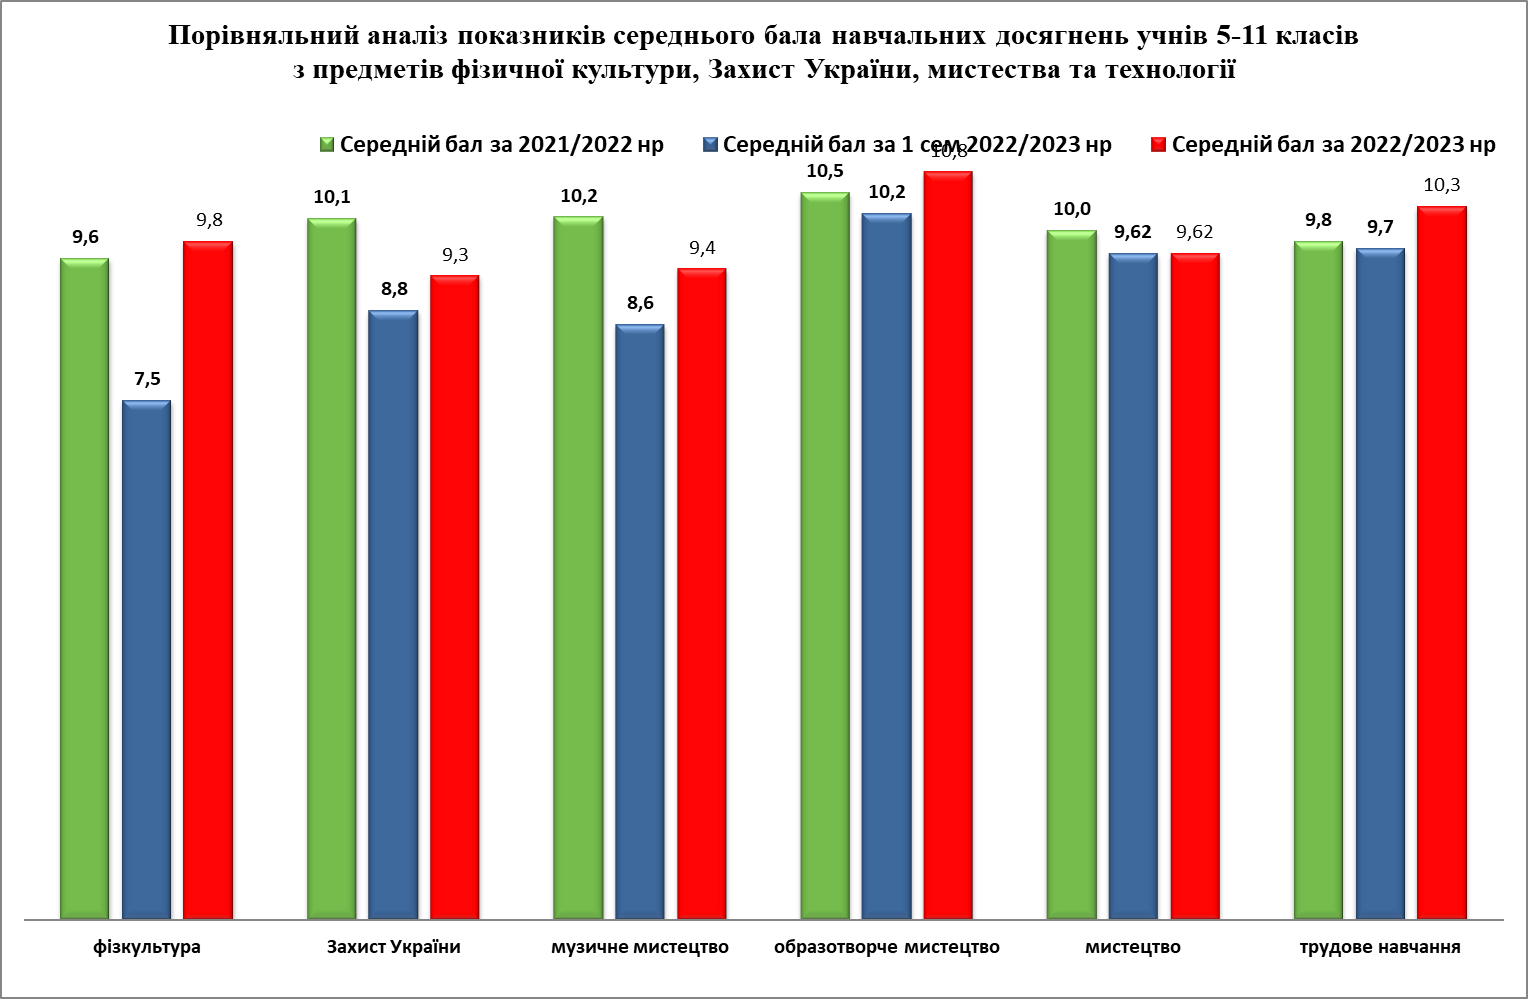 Порівняльний аналіз показників середнього бала навчальних досягнень учнів 5-11 класів
з предметів фізичної культури, Захист України, мистества та технології
Середній бал за 2021/2022 нр
Середній бал за 1 сем 2022/2023 нр
Середній бал за 2022/2023 нр
9,6
7,5
9,8
10,1
8,8
9,3
10,2
8,6
9,4
10,5
10,2
10,8
10,0
9,62
9,62
9,8
9,7
10,3
фізкультура
Захист України
музичне мистецтво
образотворче мистецтво
мистецтво
трудове навчання